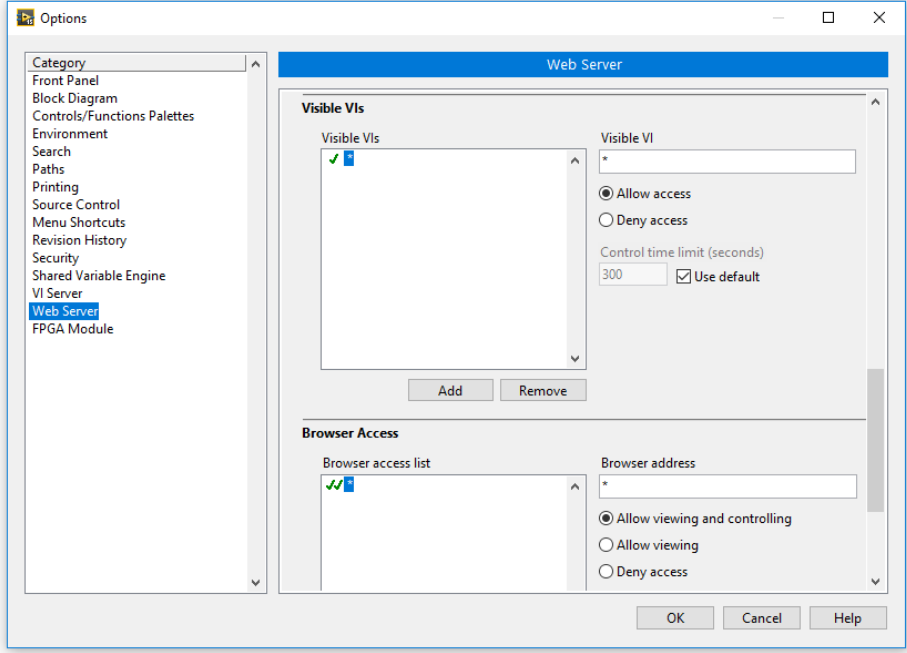 Options
Category
Front Panel
Block Diagram
Controls/Functions Palettes
Environment
Search
Paths
Printing
Source Control
Menu Shortcuts
Revision History
Security
Shared Variable Engine
VI Server
Web Server
FPGA Module
Web Server
Visible VIs
Visible VIs
*
Add
Remove
Visible VI
*
Allow access
Deny access
Control time limit (seconds)
300
Use default
Browser Access
Browser access list
*
Browser address
*
Allow viewing and controlling
Allow viewing
Deny access
OK
Cancel
Help